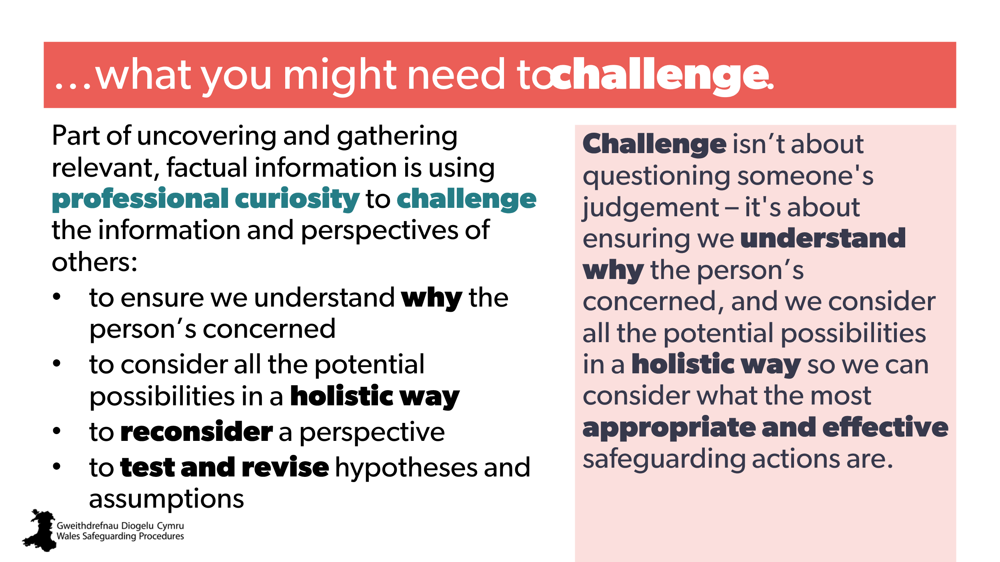 ...what you might need to challenge.
Part of uncovering and gathering
relevant, factual information is using
professional curiosity to challenge
the information and perspectives of
others:
• to ensure we understand why the
person’s concerned
• to consider all the potential
possibilities in a holistic way
• to reconsider a perspective
• to test and revise hypotheses and
assumptions
Challenge isn’t about
questioning someone's
judgement – it's about
ensuring we understand
why the person’s
concerned, and we consider
all the potential possibilities
in a holistic way so we can
consider what the most
appropriate and effective
safeguarding actions are.
Gweithdrefnau Diogelu Cymru
Wales Safeguarding Procedures